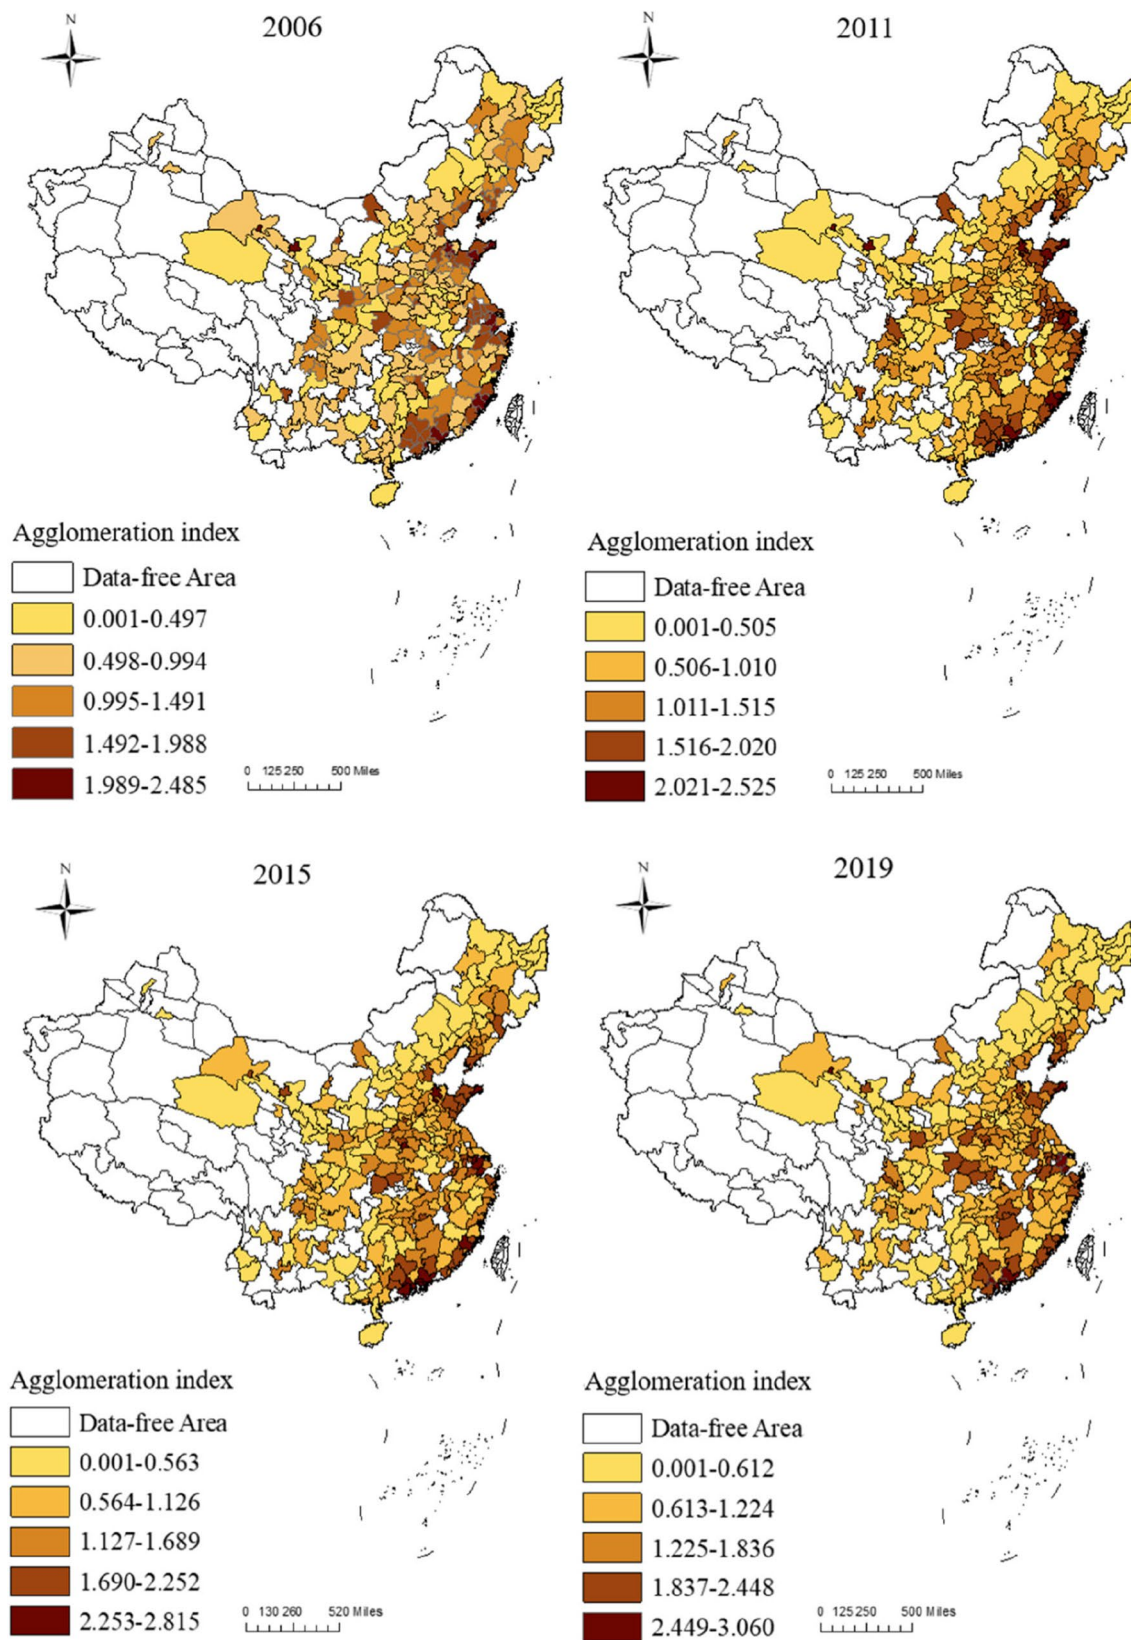 N
2006
Agglomeration index
Data-free Area
0.001-0.497
0.498-0.994
0.995-1.491
1.492-1.988
1.989-2.485
0 125 250 500 Miles
N
2011
Agglomeration index
Data-free Area
0.001-0.505
0.506-1.010
1.011-1.515
1.516-2.020
2.021-2.525
0 125 250 500 Miles
N
2015
Agglomeration index
Data-free Area
0.001-0.563
0.564-1.126
1.127-1.689
1.690-2.252
2.253-2.815
0 130 260 520 Miles
N
2019
Agglomeration index
Data-free Area
0.001-0.612
0.613-1.224
1.225-1.836
1.837-2.448
2.449-3.060
0 125 250 500 Miles